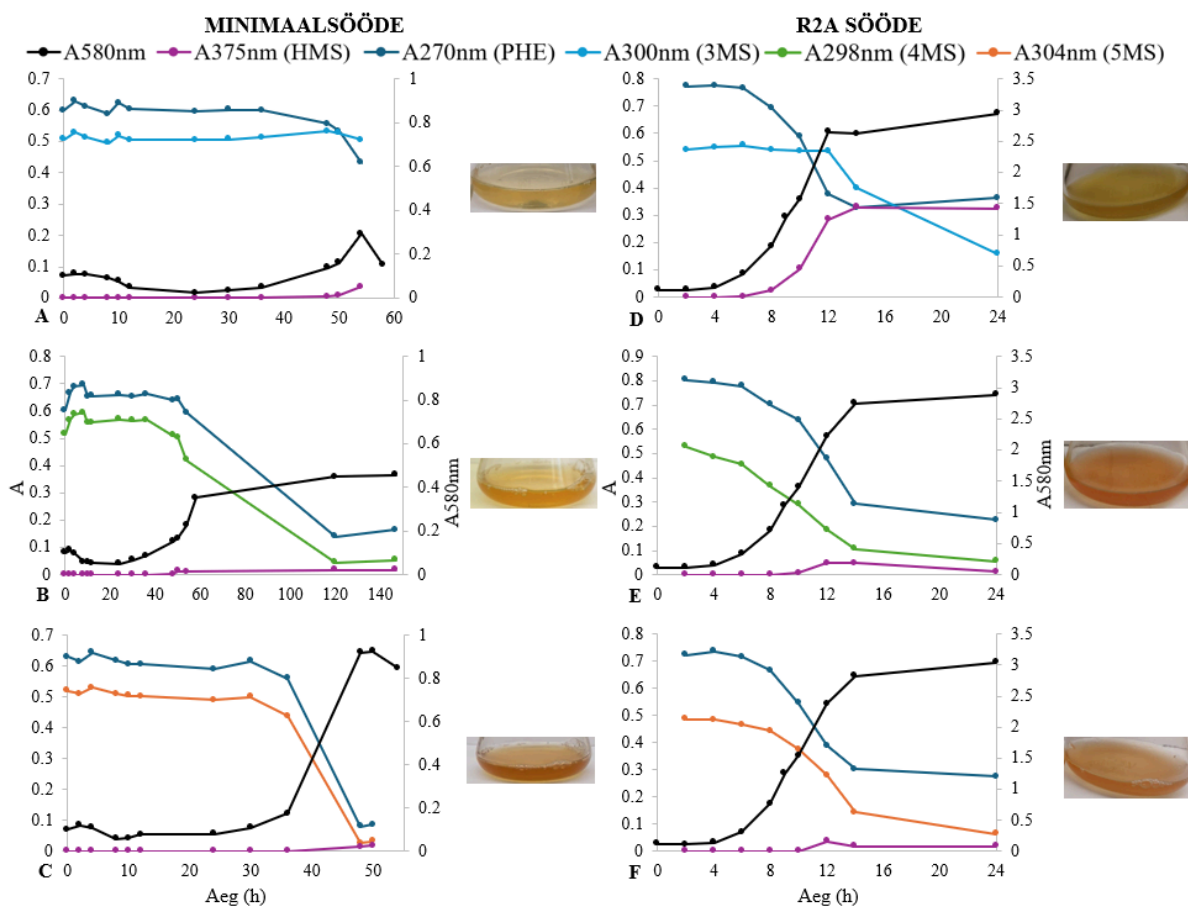 MINIMAALSÖÖDE R2A SÖÖDE
A580nm A375nm (HMS) A270nm (PHE) A300nm (3MS) A298nm (4MS) A304nm (5MS)
0.7 1 0.8 3.5
0.6 0.8 0.7 3
0.5 0.6 2.5
0.4 0.6 0.5 2
0.3 0.4 0.4 1.5
0.2 0.3 1
0.1 0.2 0.2 0.5
0 0 0.1 0
0
A 0 10 20 30 40 50 60 D 0 4 8 12 16 20 24
0.8 1 0.9 3.5
0.7 0.8 0.8 3
0.6 0.7 2.5
0.5 0.6 0.6 2
0.4 0.5 1.5
0.3 0.4 0.4 1
0.2 0.3 0.5
0.1 0.2 0.2 0
0 0 0.1
0
A A580nm A580nm
B 0 20 40 60 80 100 120 140 E 0 4 8 12 16 20 24
0.7 1 0.8 3.5
0.6 0.8 0.7 3
0.5 0.6 2.5
0.4 0.6 0.5 2
0.3 0.4 0.4 1.5
0.2 0.3 1
0.1 0.2 0.2 0.5
0 0 0.1 0
0
C 0 10 20 30 40 50 F 0 4 8 12 16 20 24
Aeg (h) Aeg (h)